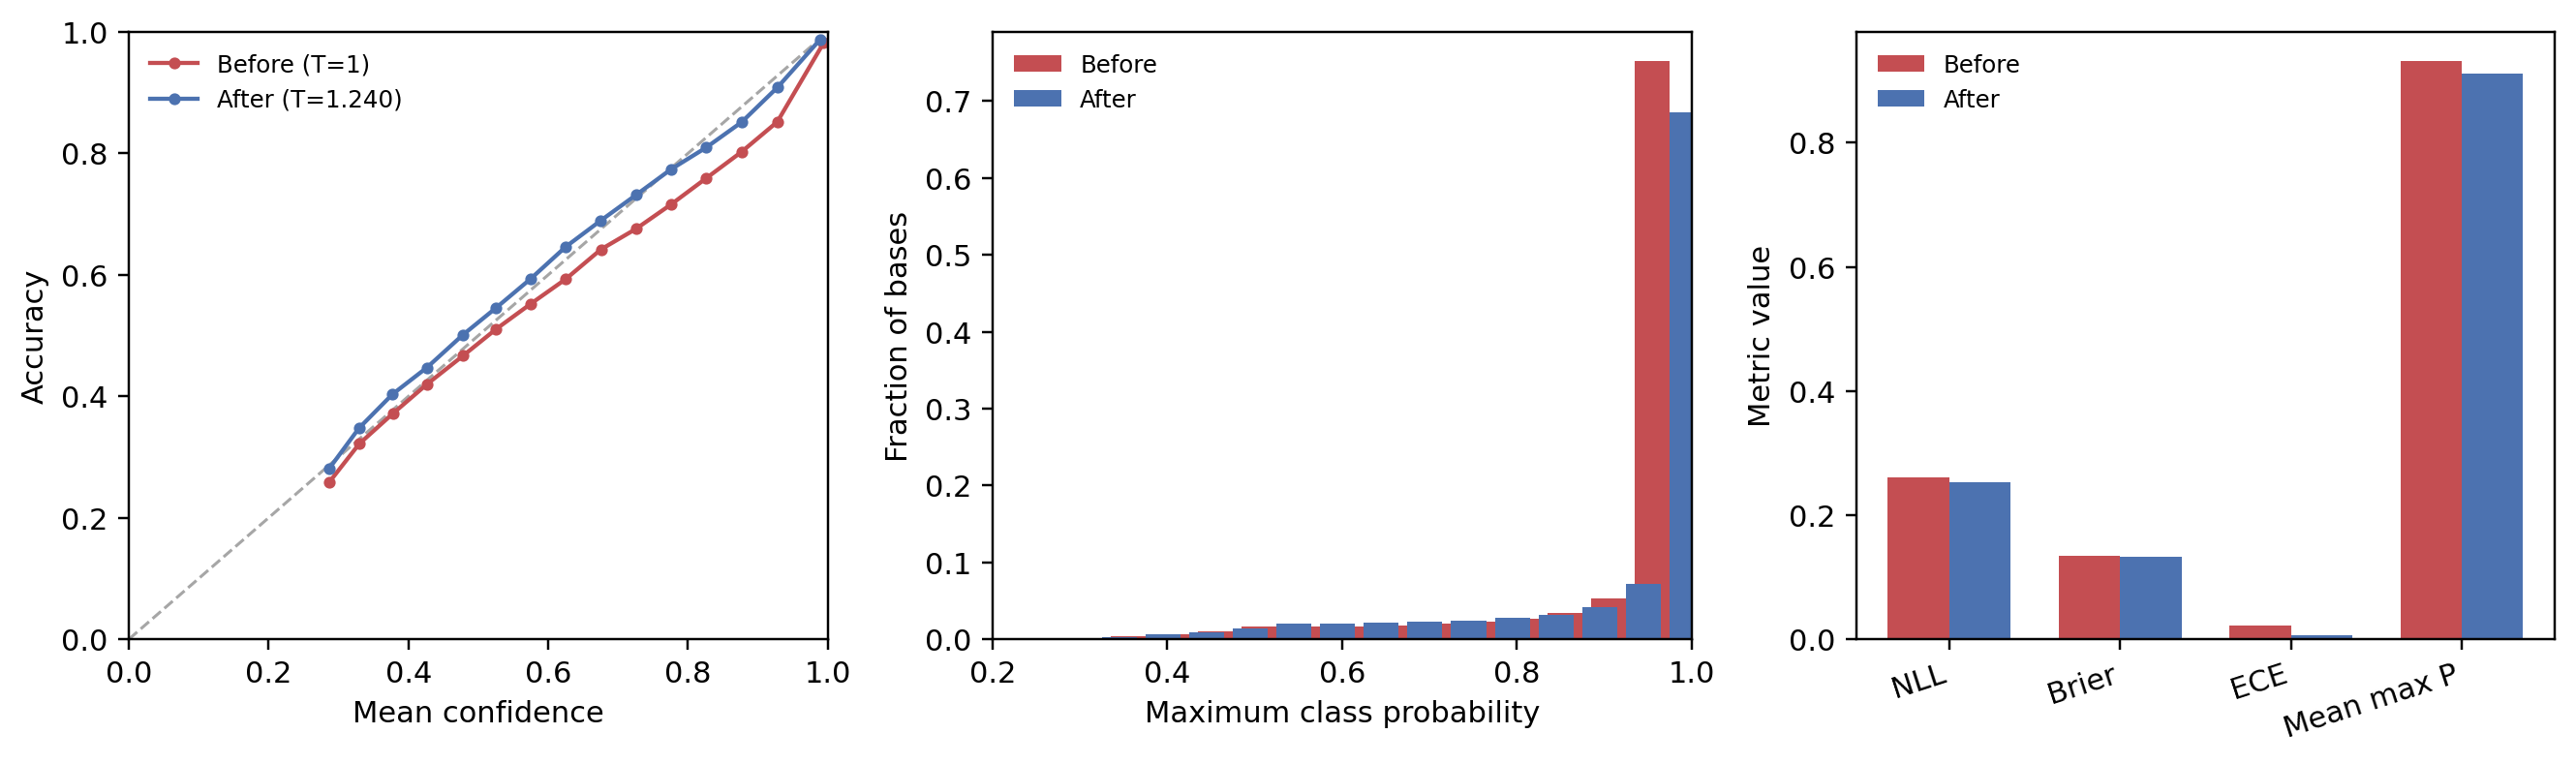 1.0
0.8
0.6
0.4
0.2
0.0
Accuracy
Before (T=1)
After (T=1.240)
0.0 0.2 0.4 0.6 0.8 1.0
Mean confidence
0.7
0.6
0.5
0.4
0.3
0.2
0.1
0.0
Fraction of bases
Before
After
0.2 0.4 0.6 0.8 1.0
Maximum class probability
0.8
0.6
0.4
0.2
0.0
Metric value
Before
After
NLL
Brier
ECE
Mean max P